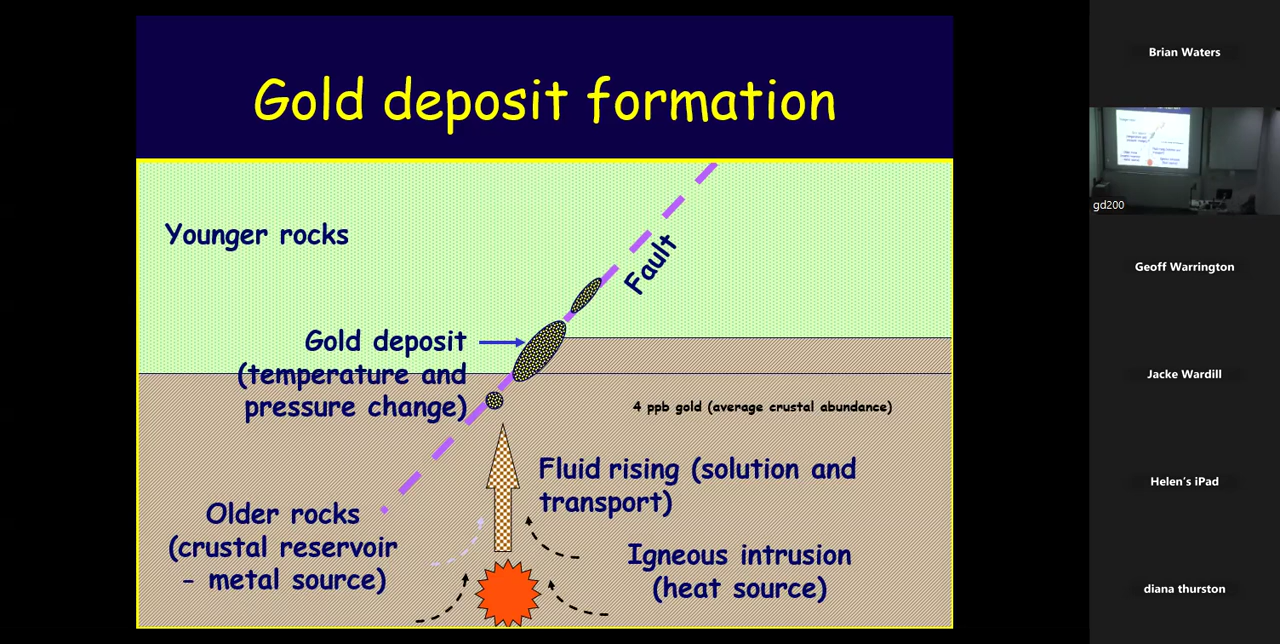 Gold deposit formation
Younger rocks
Fault
Gold deposit
(temperature and
pressure change)
4 ppb gold (average crustal abundance)
Fluid rising (solution and
transport)
Older rocks
(crustal reservoir
- metal source)
Igneous intrusion
(heat source)
Brian Waters
gd200
Geoff Warrington
Jacke Wardill
Helen's iPad
diana thurston